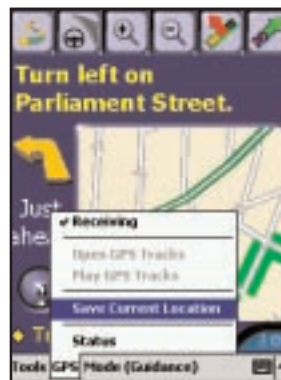 Turn left on
Parliament Street.
Just
ahe
✓ Receiving
Open GPS Tracks
Play GPS Tracks
Save Current Location
Status
Tools GPS Mode (Guidance)